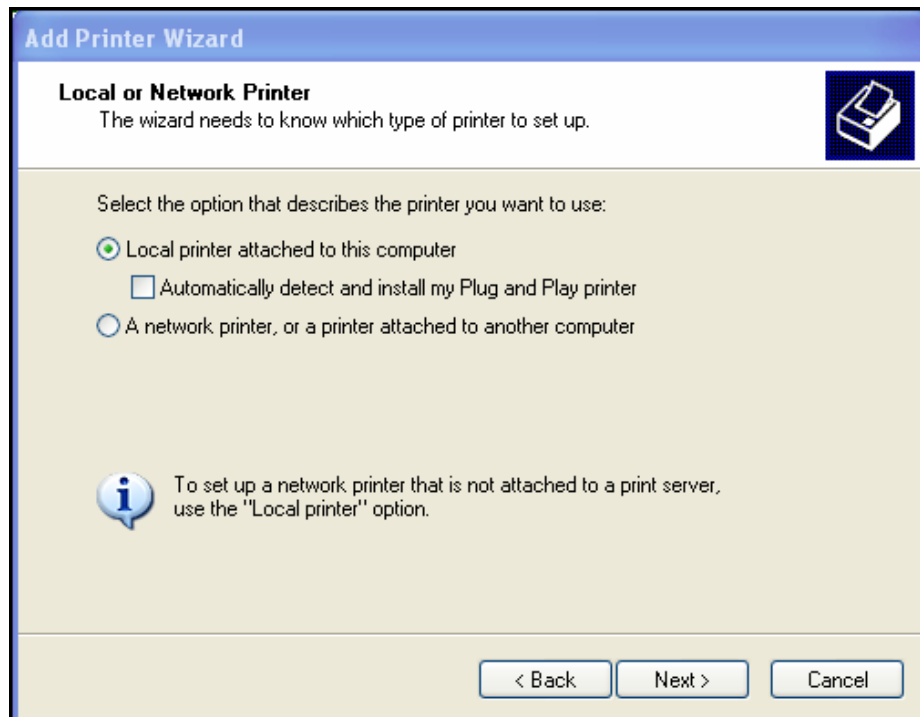 Add Printer Wizard
Local or Network Printer
The wizard needs to know which type of printer to set up.
Select the option that describes the printer you want to use:
Local printer attached to this computer
Automatically detect and install my Plug and Play printer
A network printer, or a printer attached to another computer
To set up a network printer that is not attached to a print server,
use the "Local printer" option.
< Back
Next >
Cancel